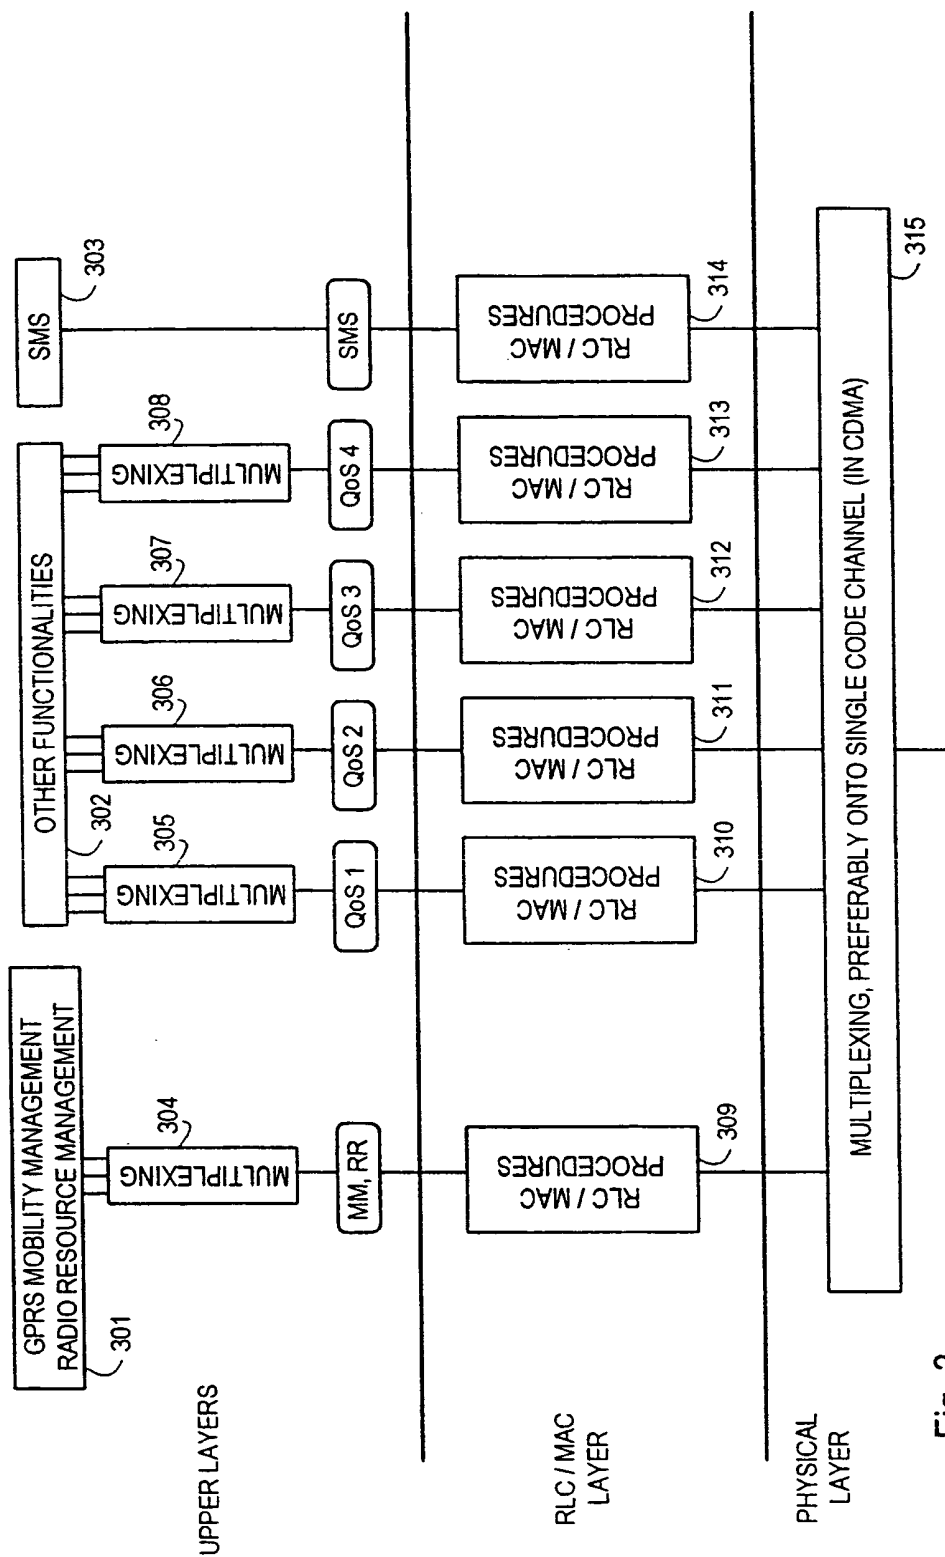 GPRS MOBILITY MANAGEMENT
RADIO RESOURCE MANAGEMENT
301
OTHER FUNCTIONALITIES
302
SMS
303
UPPER LAYERS
MULTIPLEXING
304
MULTIPLEXING
305
MULTIPLEXING
306
MULTIPLEXING
307
MULTIPLEXING
308
MM, RR
QoS 1
QoS 2
QoS 3
QoS 4
SMS
RLC / MAC
LAYER
RLC / MAC
PROCEDURES
309
RLC / MAC
PROCEDURES
310
RLC / MAC
PROCEDURES
311
RLC / MAC
PROCEDURES
312
RLC / MAC
PROCEDURES
313
RLC / MAC
PROCEDURES
314
PHYSICAL
LAYER
MULTIPLEXING, PREFERABLY ONTO SINGLE CODE CHANNEL (IN CDMA)
315